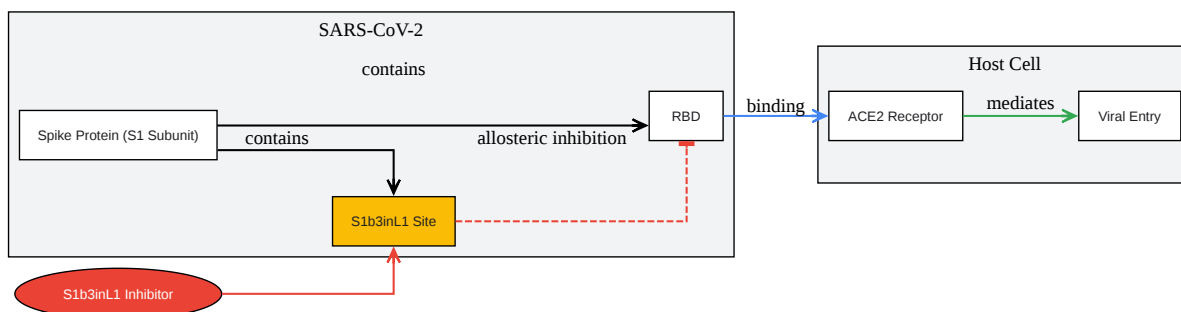 SARS-CoV-2
contains
Host Cell
Spike Protein (S1 Subunit)
contains
allosteric inhibition
RBD
binding
ACE2 Receptor
mediates
Viral Entry
S1b3inL1 Site
S1b3inL1 Inhibitor